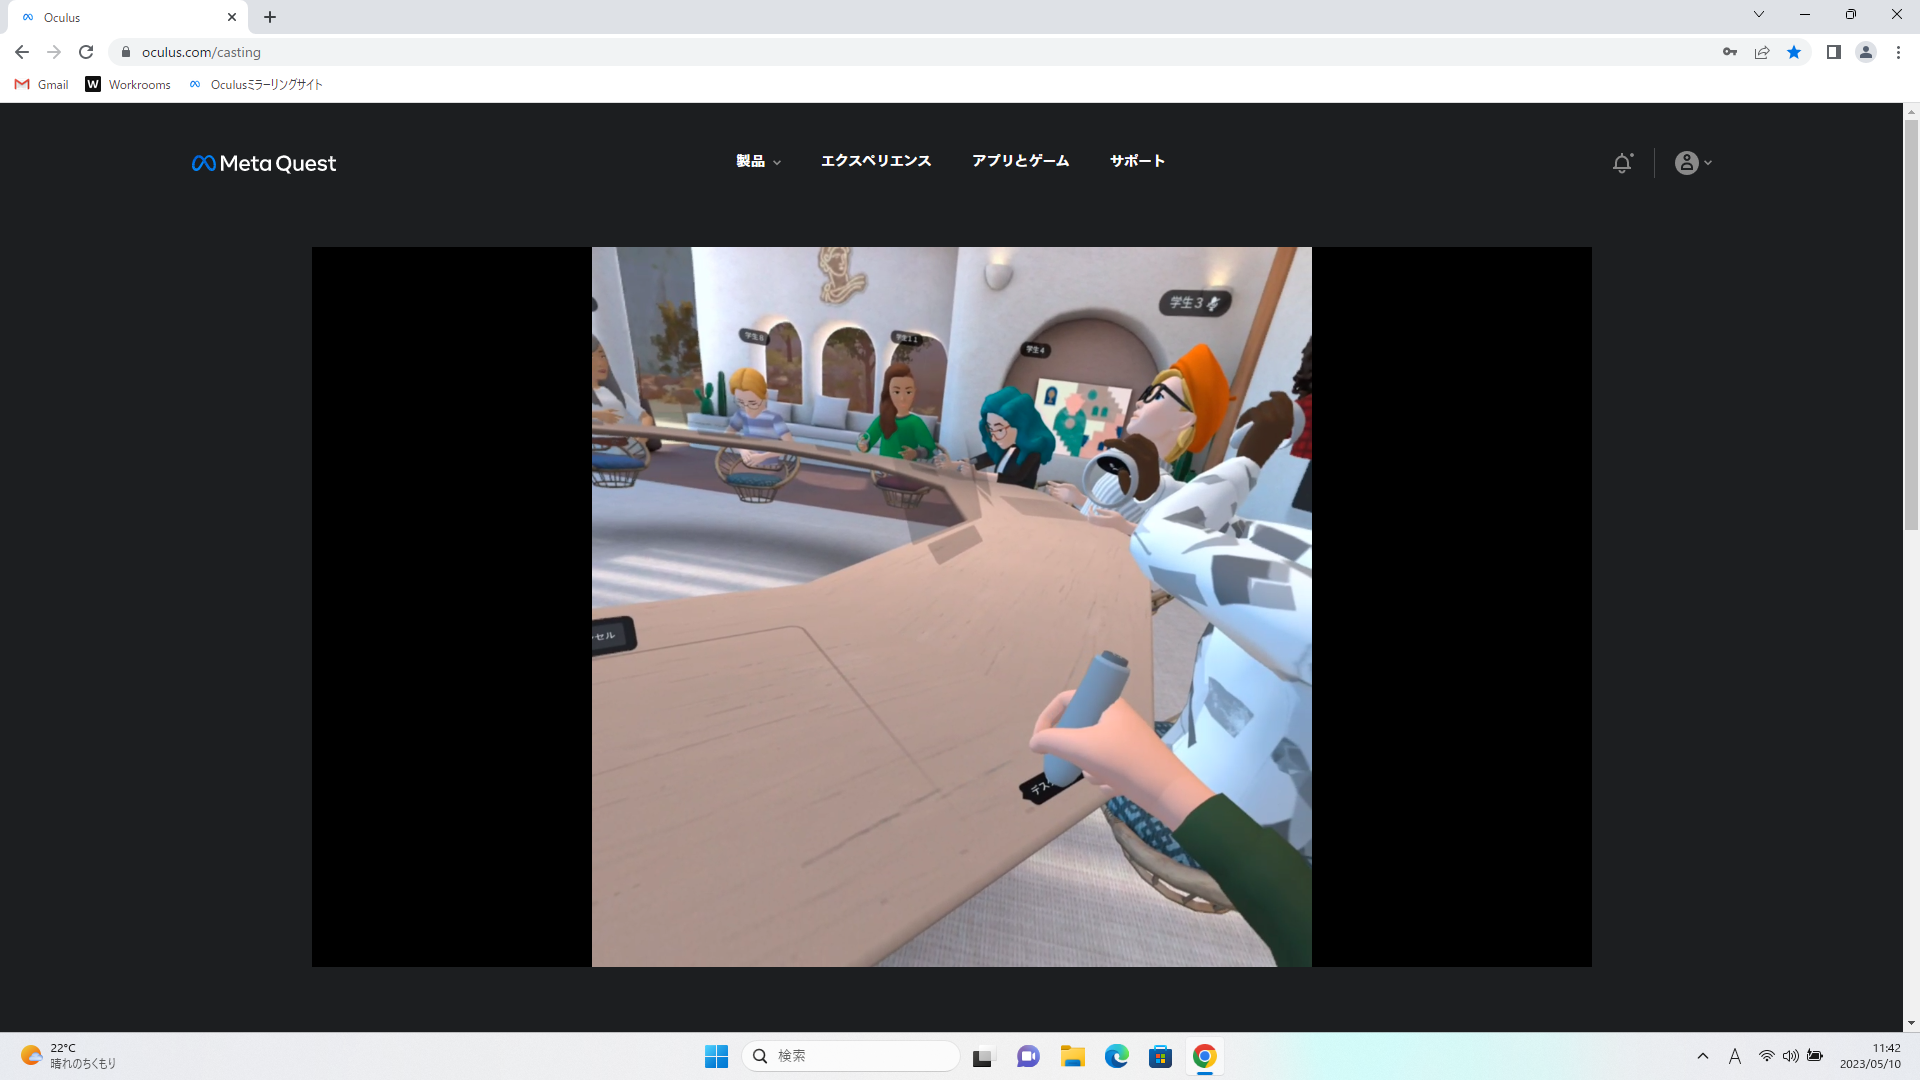 Oculus
oculus.com/casting
Gmail
Workrooms
Oculusミラーリングサイト
Meta Quest
製品
エクスペリエンス
アプリとゲーム
サポート
学生3
学生8
学生11
学生4
セル
デス
22°C
晴れのちくもり
検索
A
11:42
2023/05/10